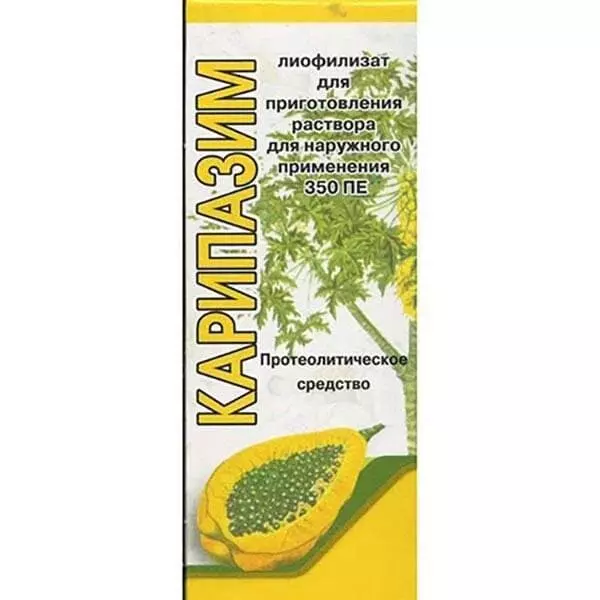 КАРИПАЗИМ
лиофилизат
для
приготовления
раствора
для наружного
применения
350 ПЕ
Протеолитическое
средство